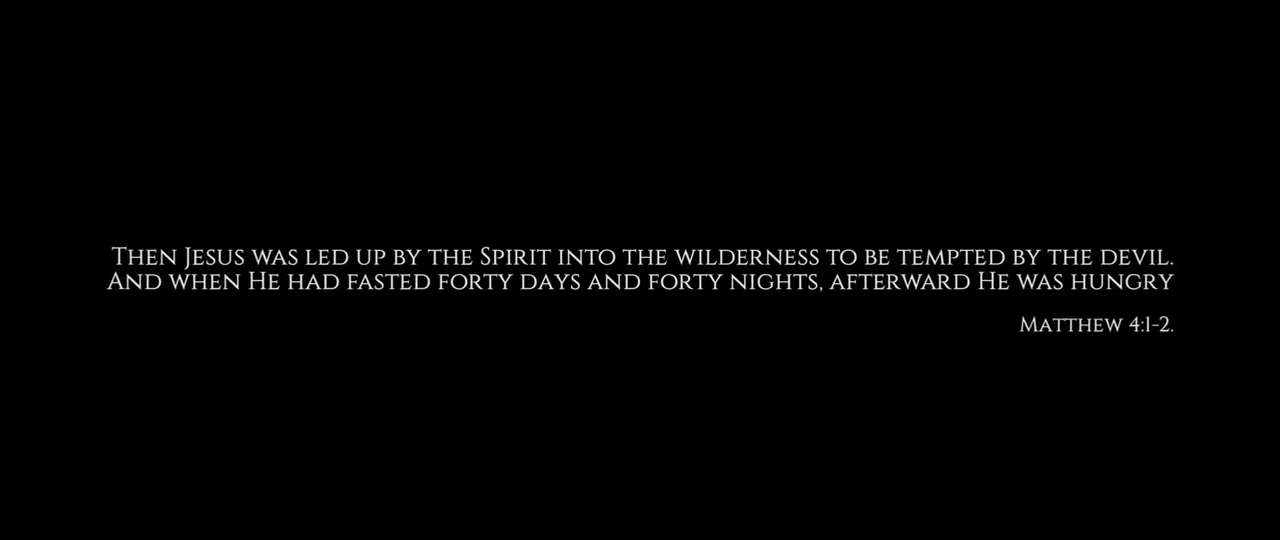 Then Jesus was led up by the Spirit into the wilderness to be tempted by the devil.
And when He had fasted forty days and forty nights, afterward He was hungry
Matthew 4:1-2.